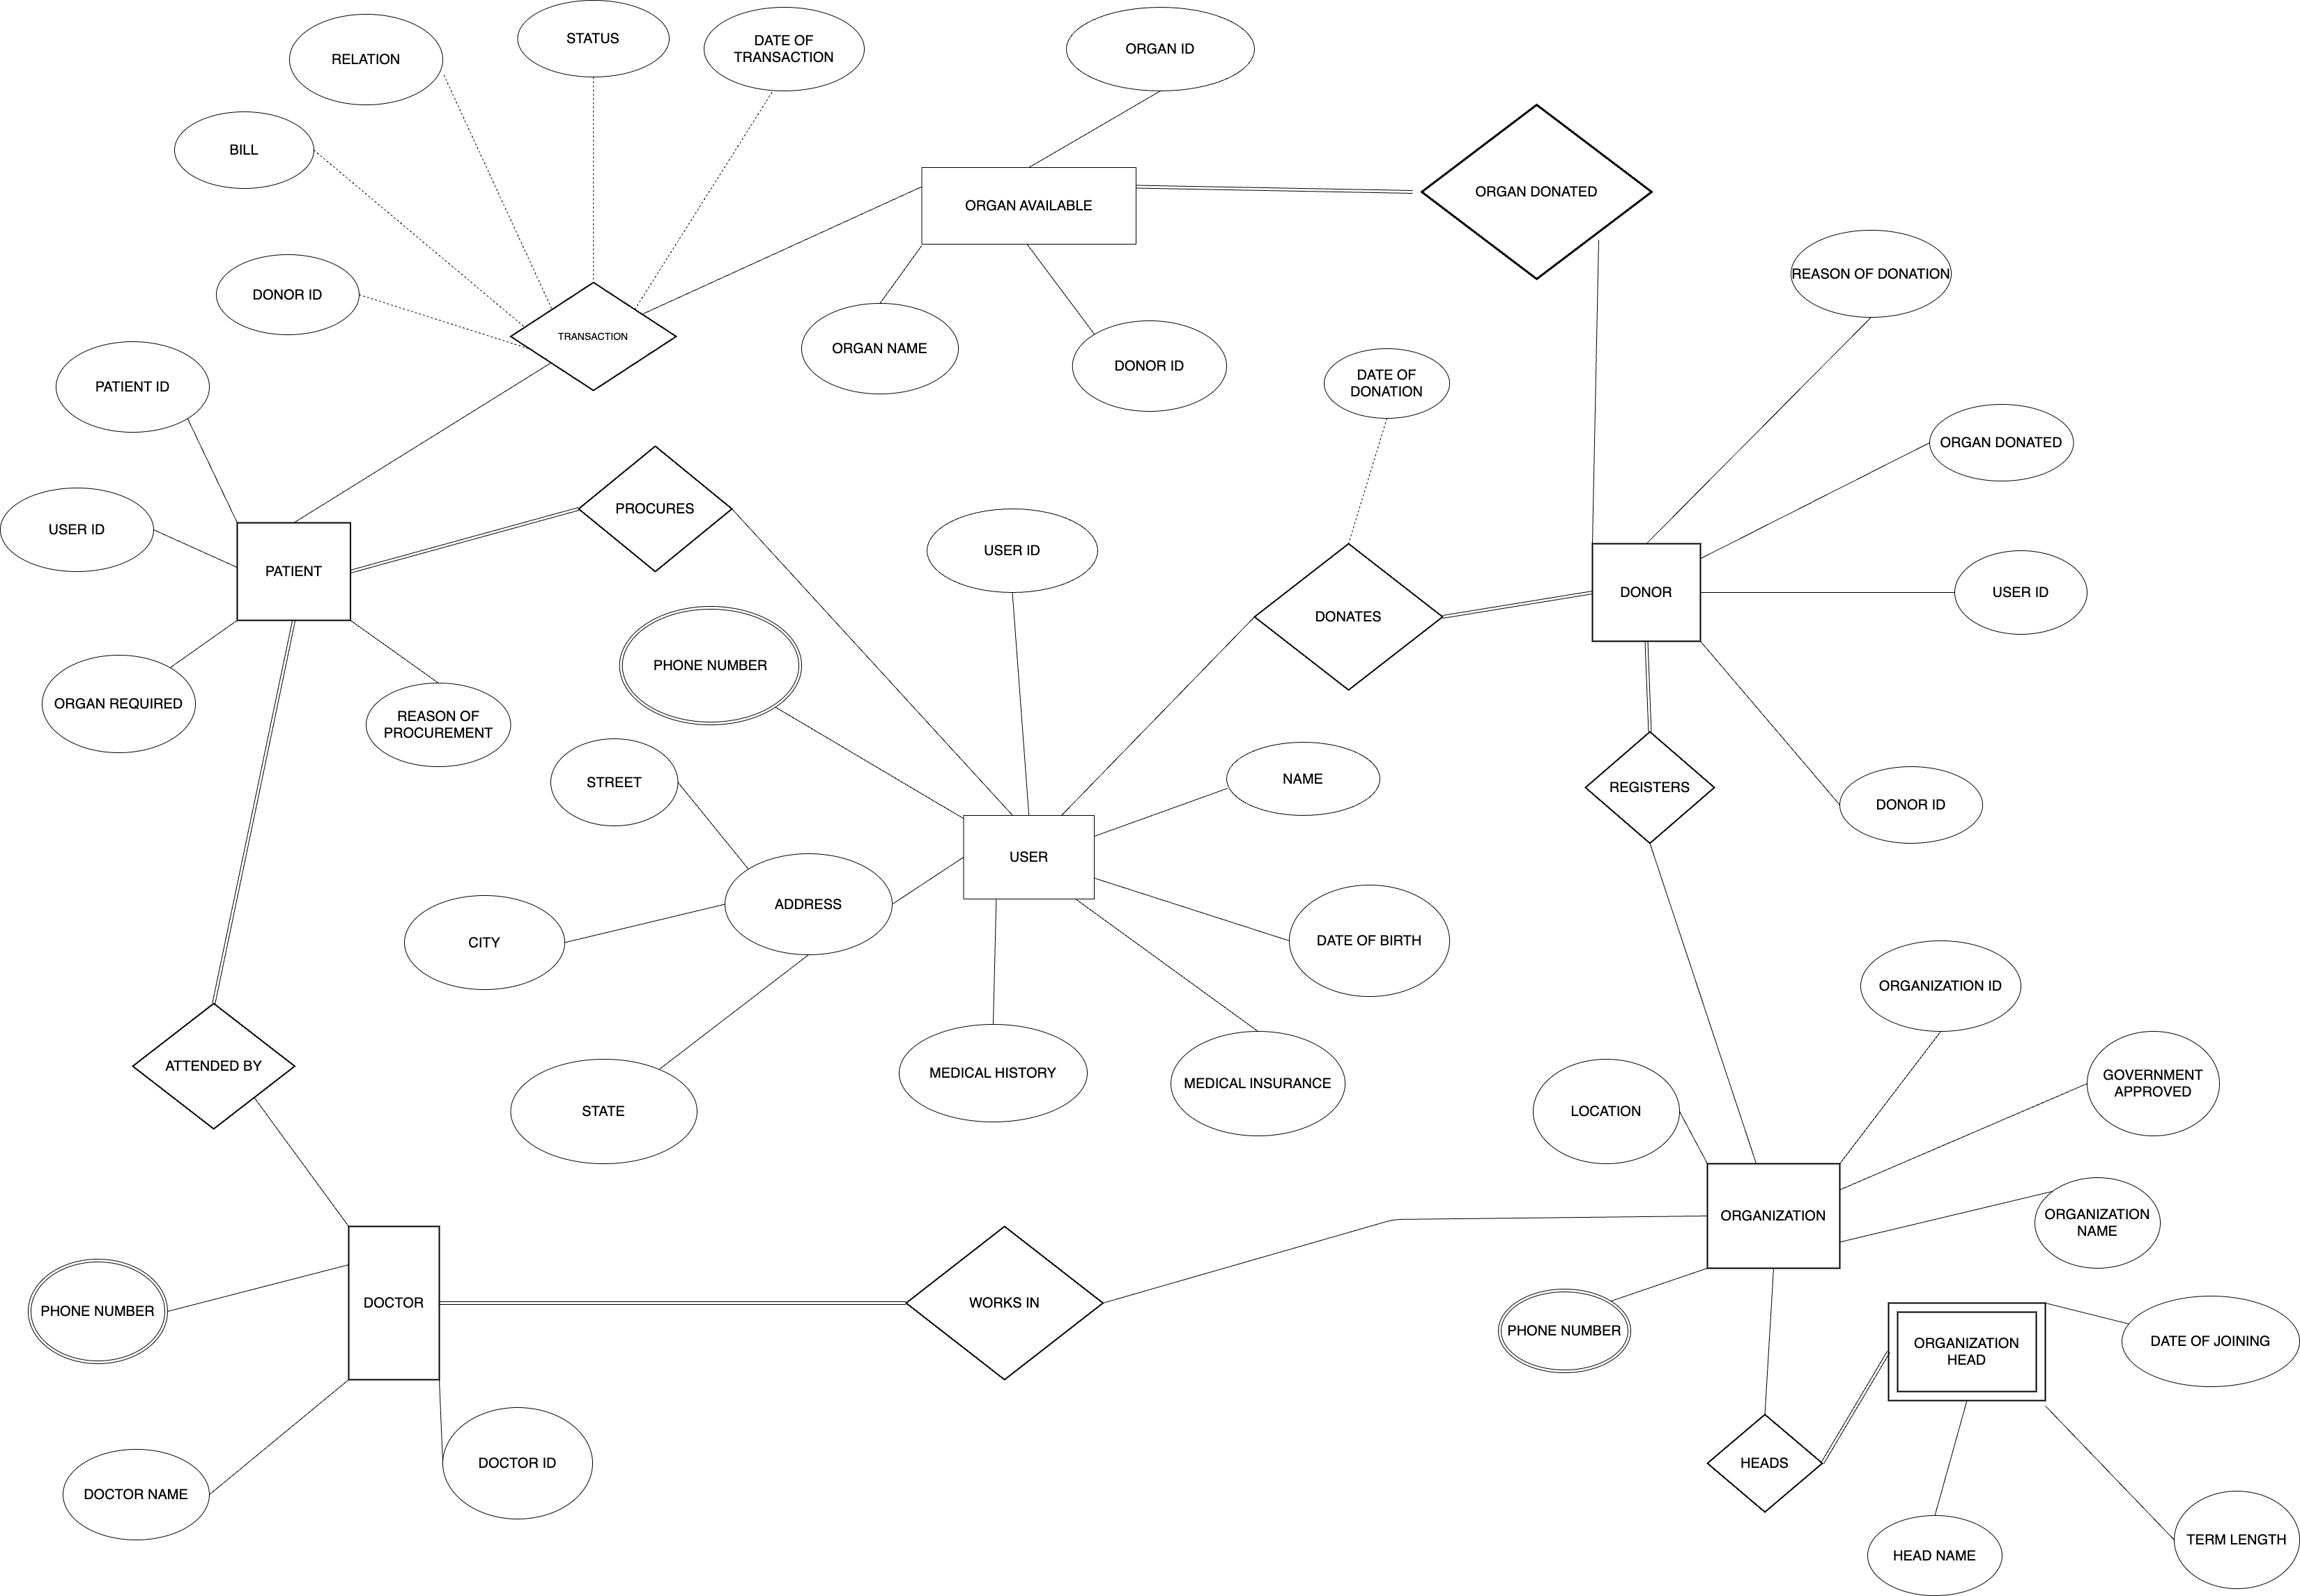 STATUS
DATE OF
TRANSACTION
ORGAN ID
RELATION
BILL
ORGAN DONATED
ORGAN AVAILABLE
REASON OF DONATION
DONOR ID
TRANSACTION
ORGAN NAME
DONOR ID
DATE OF
DONATION
PATIENT ID
ORGAN DONATED
PROCURES
USER ID
USER ID
PATIENT
DONOR
USER ID
DONATES
PHONE NUMBER
ORGAN REQUIRED
REASON OF
PROCUREMENT
STREET
NAME
REGISTERS
DONOR ID
USER
ADDRESS
CITY
DATE OF BIRTH
ORGANIZATION ID
ATTENDED BY
MEDICAL HISTORY
MEDICAL INSURANCE
GOVERNMENT
APPROVED
STATE
LOCATION
ORGANIZATION
ORGANIZATION
NAME
PHONE NUMBER
DOCTOR
WORKS IN
PHONE NUMBER
ORGANIZATION
HEAD
DATE OF JOINING
DOCTOR ID
HEADS
DOCTOR NAME
HEAD NAME
TERM LENGTH